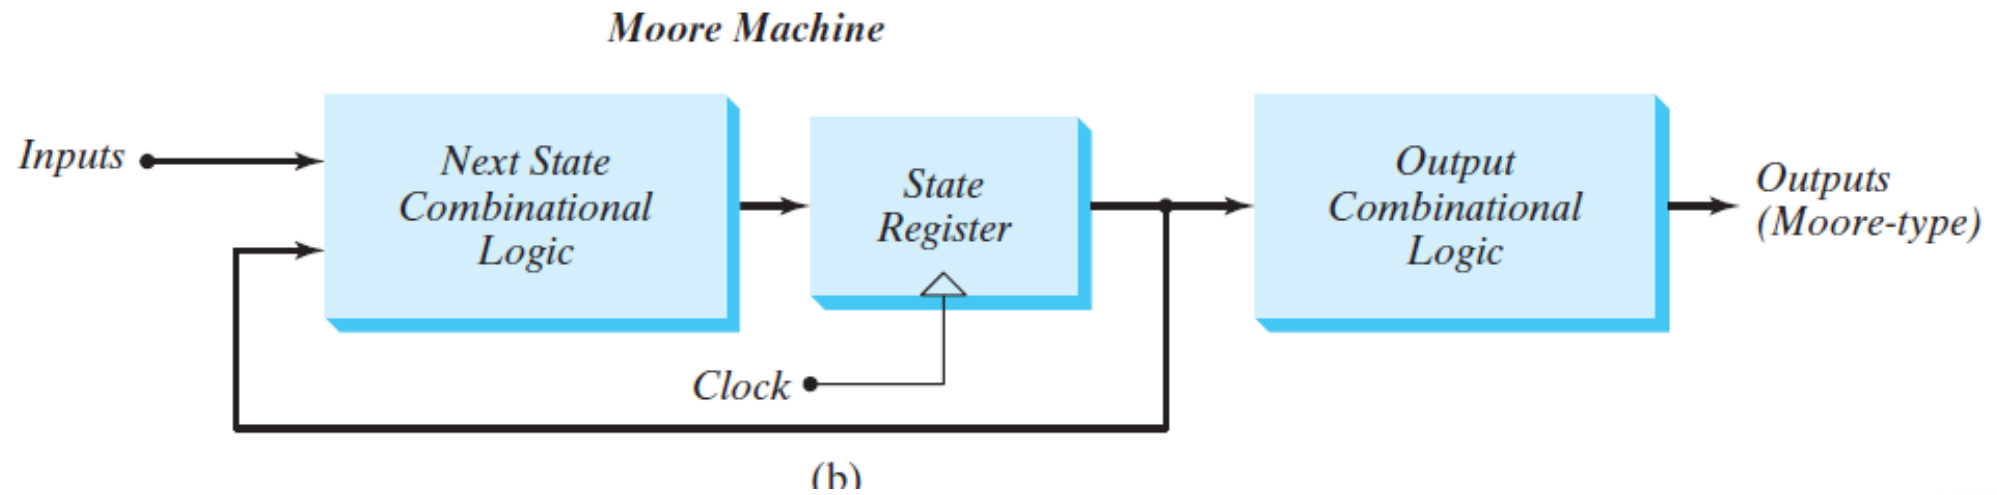 Moore Machine
Inputs
Next State
Combinational
Logic
State
Register
Clock
Output
Combinational
Logic
Outputs
(Moore-type)
(b)